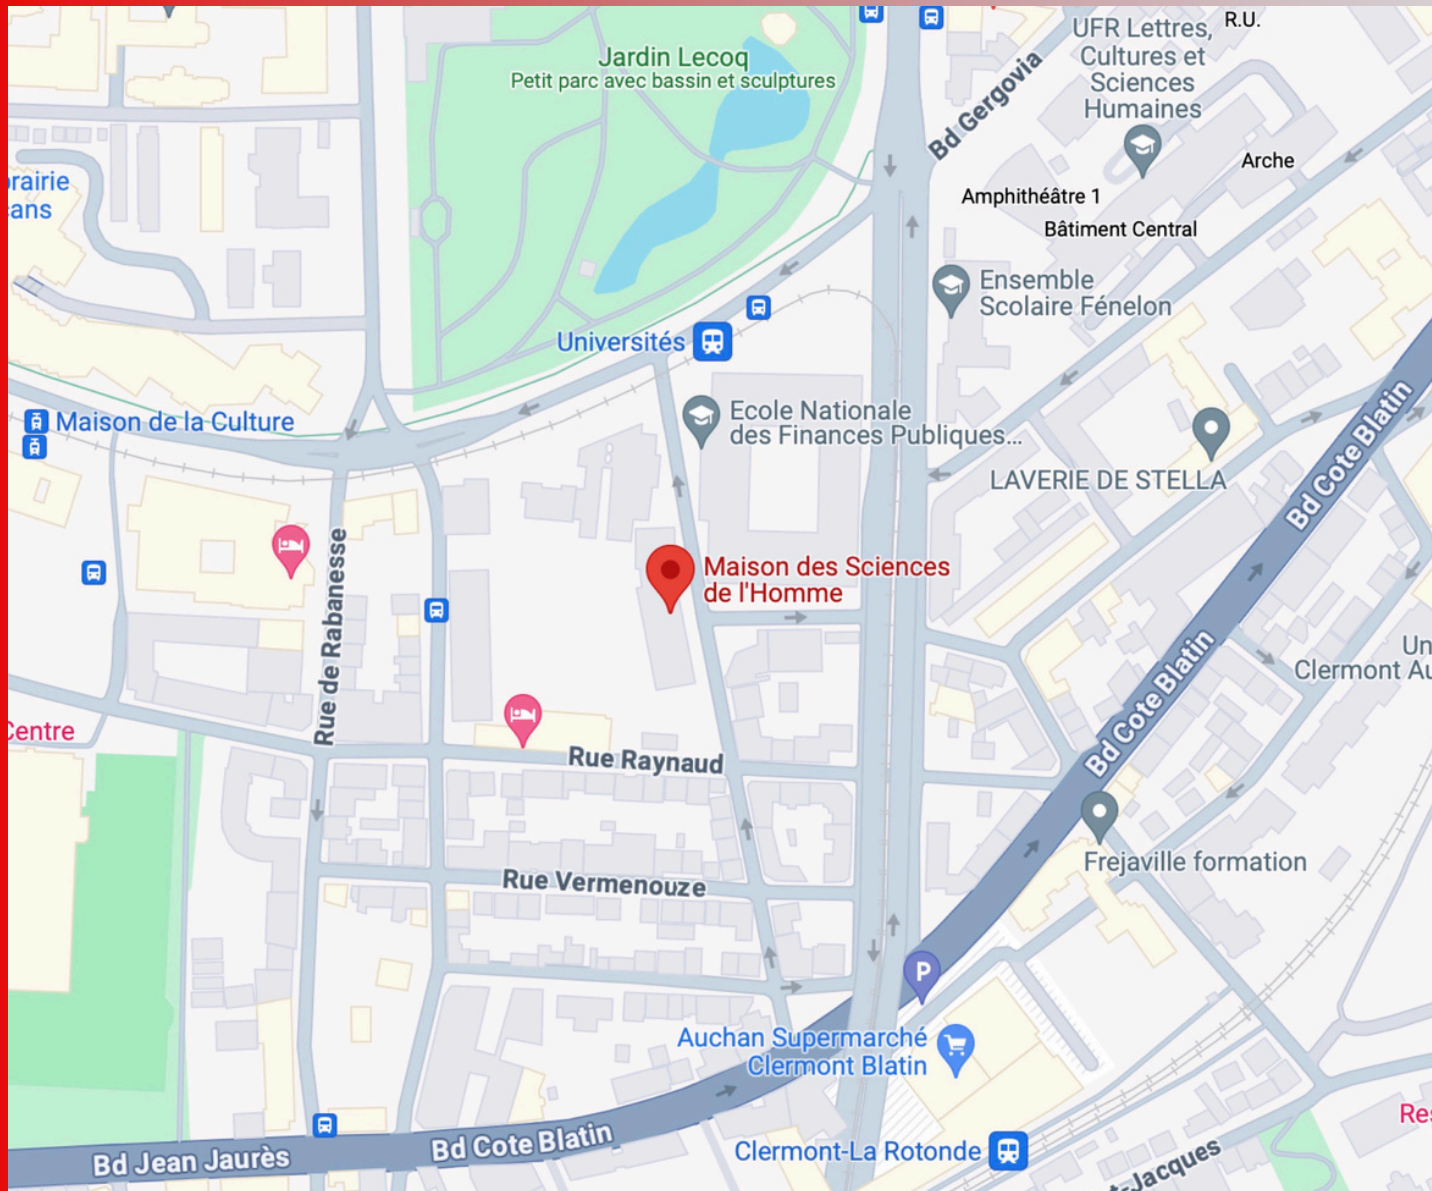 R.U.
UFR Lettres,
Cultures et
Sciences
Humaines
Jardin Lecoq
Petit parc avec bassin et sculptures
Bd Gergovia
Arche
Amphithéâtre 1
Bâtiment Central
Ensemble
Scolaire Fénelon
Universités
Maison de la Culture
Ecole Nationale
des Finances Publiques...
LAVERIE DE STELLA
Bd Cote Blatin
Rue de Rabanesse
Maison des Sciences
de l'Homme
Bd Cote Blatin
Clermont
Centre
Rue Raynaud
Frejaville formation
Rue Vermenouze
P
Auchan Supermarché
Clermont Blatin
Bd Cote Blatin
Bd Jean Jaurès
Clermont-La Rotonde